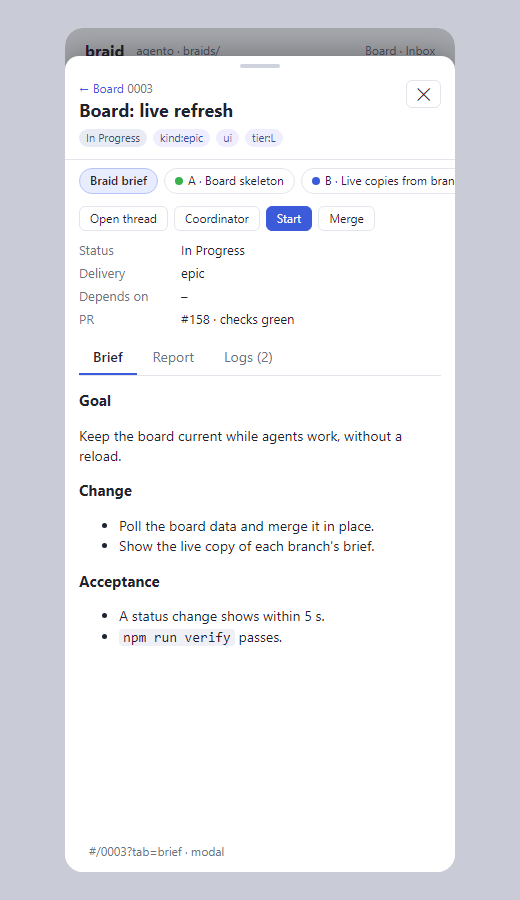 braid agento · braids/ Board · Inbox
← Board 0003
Board: live refresh
In Progress kind:epic ui tier:L
Braid brief A · Board skeleton B · Live copies from bran
Open thread Coordinator Start Merge
Status In Progress
Delivery epic
Depends on –
PR #158 · checks green
Brief Report Logs (2)
Goal
Keep the board current while agents work, without a
reload.
Change
• Poll the board data and merge it in place.
• Show the live copy of each branch's brief.
Acceptance
• A status change shows within 5 s.
• npm run verify passes.
#/0003?tab=brief · modal